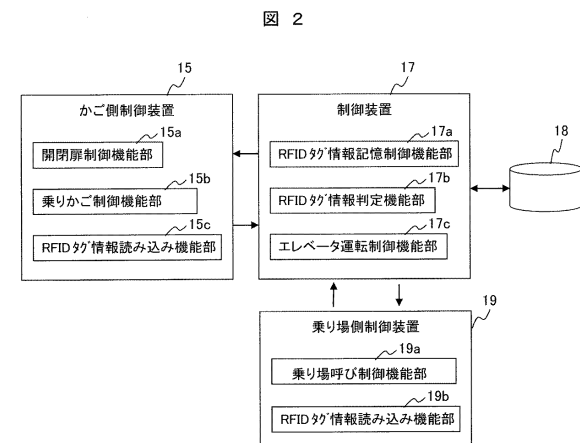 図 2
15
かご側制御装置
15a
開閉扉制御機能部
15b
乗りかご制御機能部
15c
RFIDタグ情報読み込み機能部
17
制御装置
17a
RFIDタグ情報記憶制御機能部
17b
RFIDタグ情報判定機能部
17c
エレベータ運転制御機能部
18
19
乗り場側制御装置
19a
乗り場呼び制御機能部
19b
RFIDタグ情報読み込み機能部